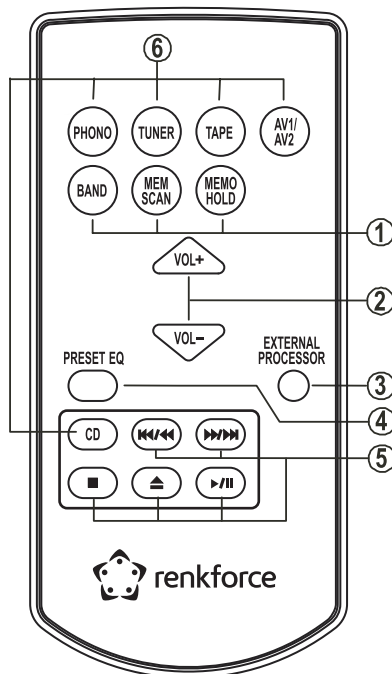 6
PHONO TUNER TAPE AV1/
AV2
BAND MEM
SCAN MEMO
HOLD
1
VOL+
2
VOL−
PRESET EQ
EXTERNAL
PROCESSOR
3
4
CD
5
renkforce